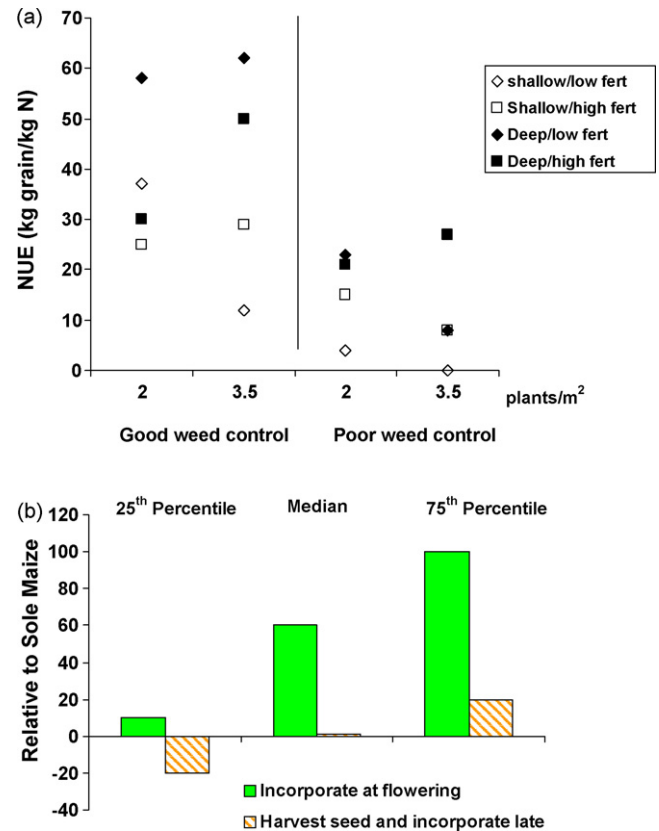 (a)
70
60
50
40
30
20
10
0
NUE (kg grain/kg N)
shallow/low fert
Shallow/high fert
Deep/low fert
Deep/high fert
2 3.5 2 3.5 plants/m²
Good weed control Poor weed control
(b)
25th Percentile Median 75th Percentile
120
100
80
60
40
20
0
-20
-40
Relative to Sole Maize
Incorporate at flowering
Harvest seed and incorporate late